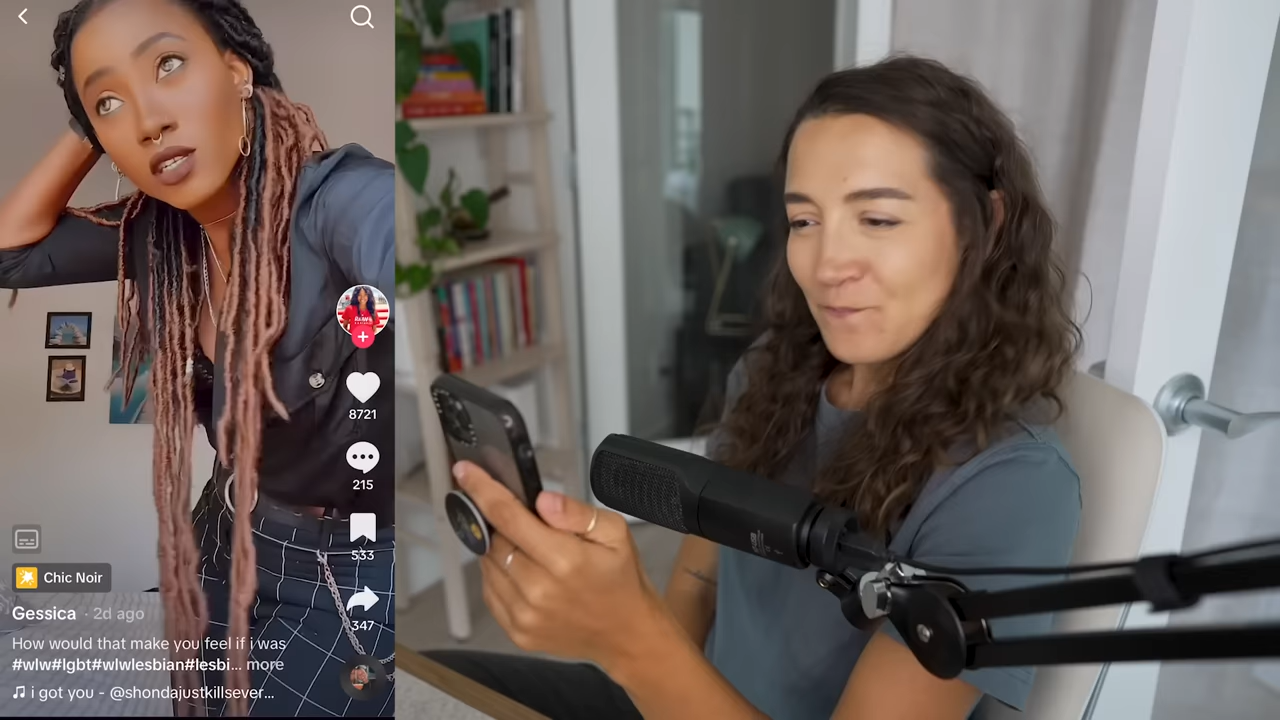 8721
215
533
347
Chic Noir
Gessica · 2d ago
How would that make you feel if i was
#wlw#lgbt#wlwlesbian#lesbi... more
i got you - @shondajustkillsever...